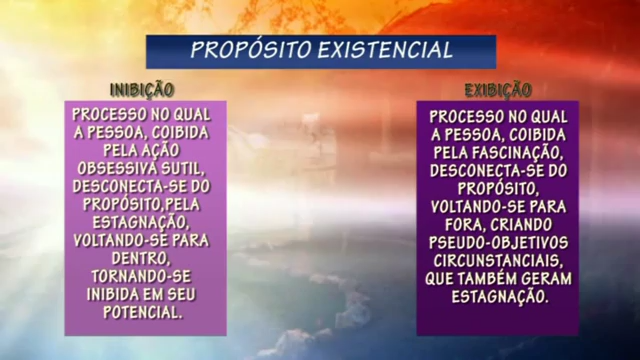 PROPÓSITO EXISTENCIAL
INIBIÇÃO
PROCESSO NO QUAL
A PESSOA, COIBIDA
PELA AÇÃO
OBSESSIVA SUTIL,
DESCONECTA-SE DO
PROPÓSITO,PELA
ESTAGNAÇÃO,
VOLTANDO-SE PARA
DENTRO,
TORNANDO-SE
INIBIDA EM SEU
POTENCIAL.
EXIBIÇÃO
PROCESSO NO QUAL
A PESSOA, COIBIDA
PELA FASCINAÇÃO,
DESCONECTA-SE DO
PROPÓSITO,
VOLTANDO-SE PARA
FORA, CRIANDO
PSEUDO-OBJETIVOS
CIRCUNSTANCIAIS,
QUE TAMBÉM GERAM
ESTAGNAÇÃO.